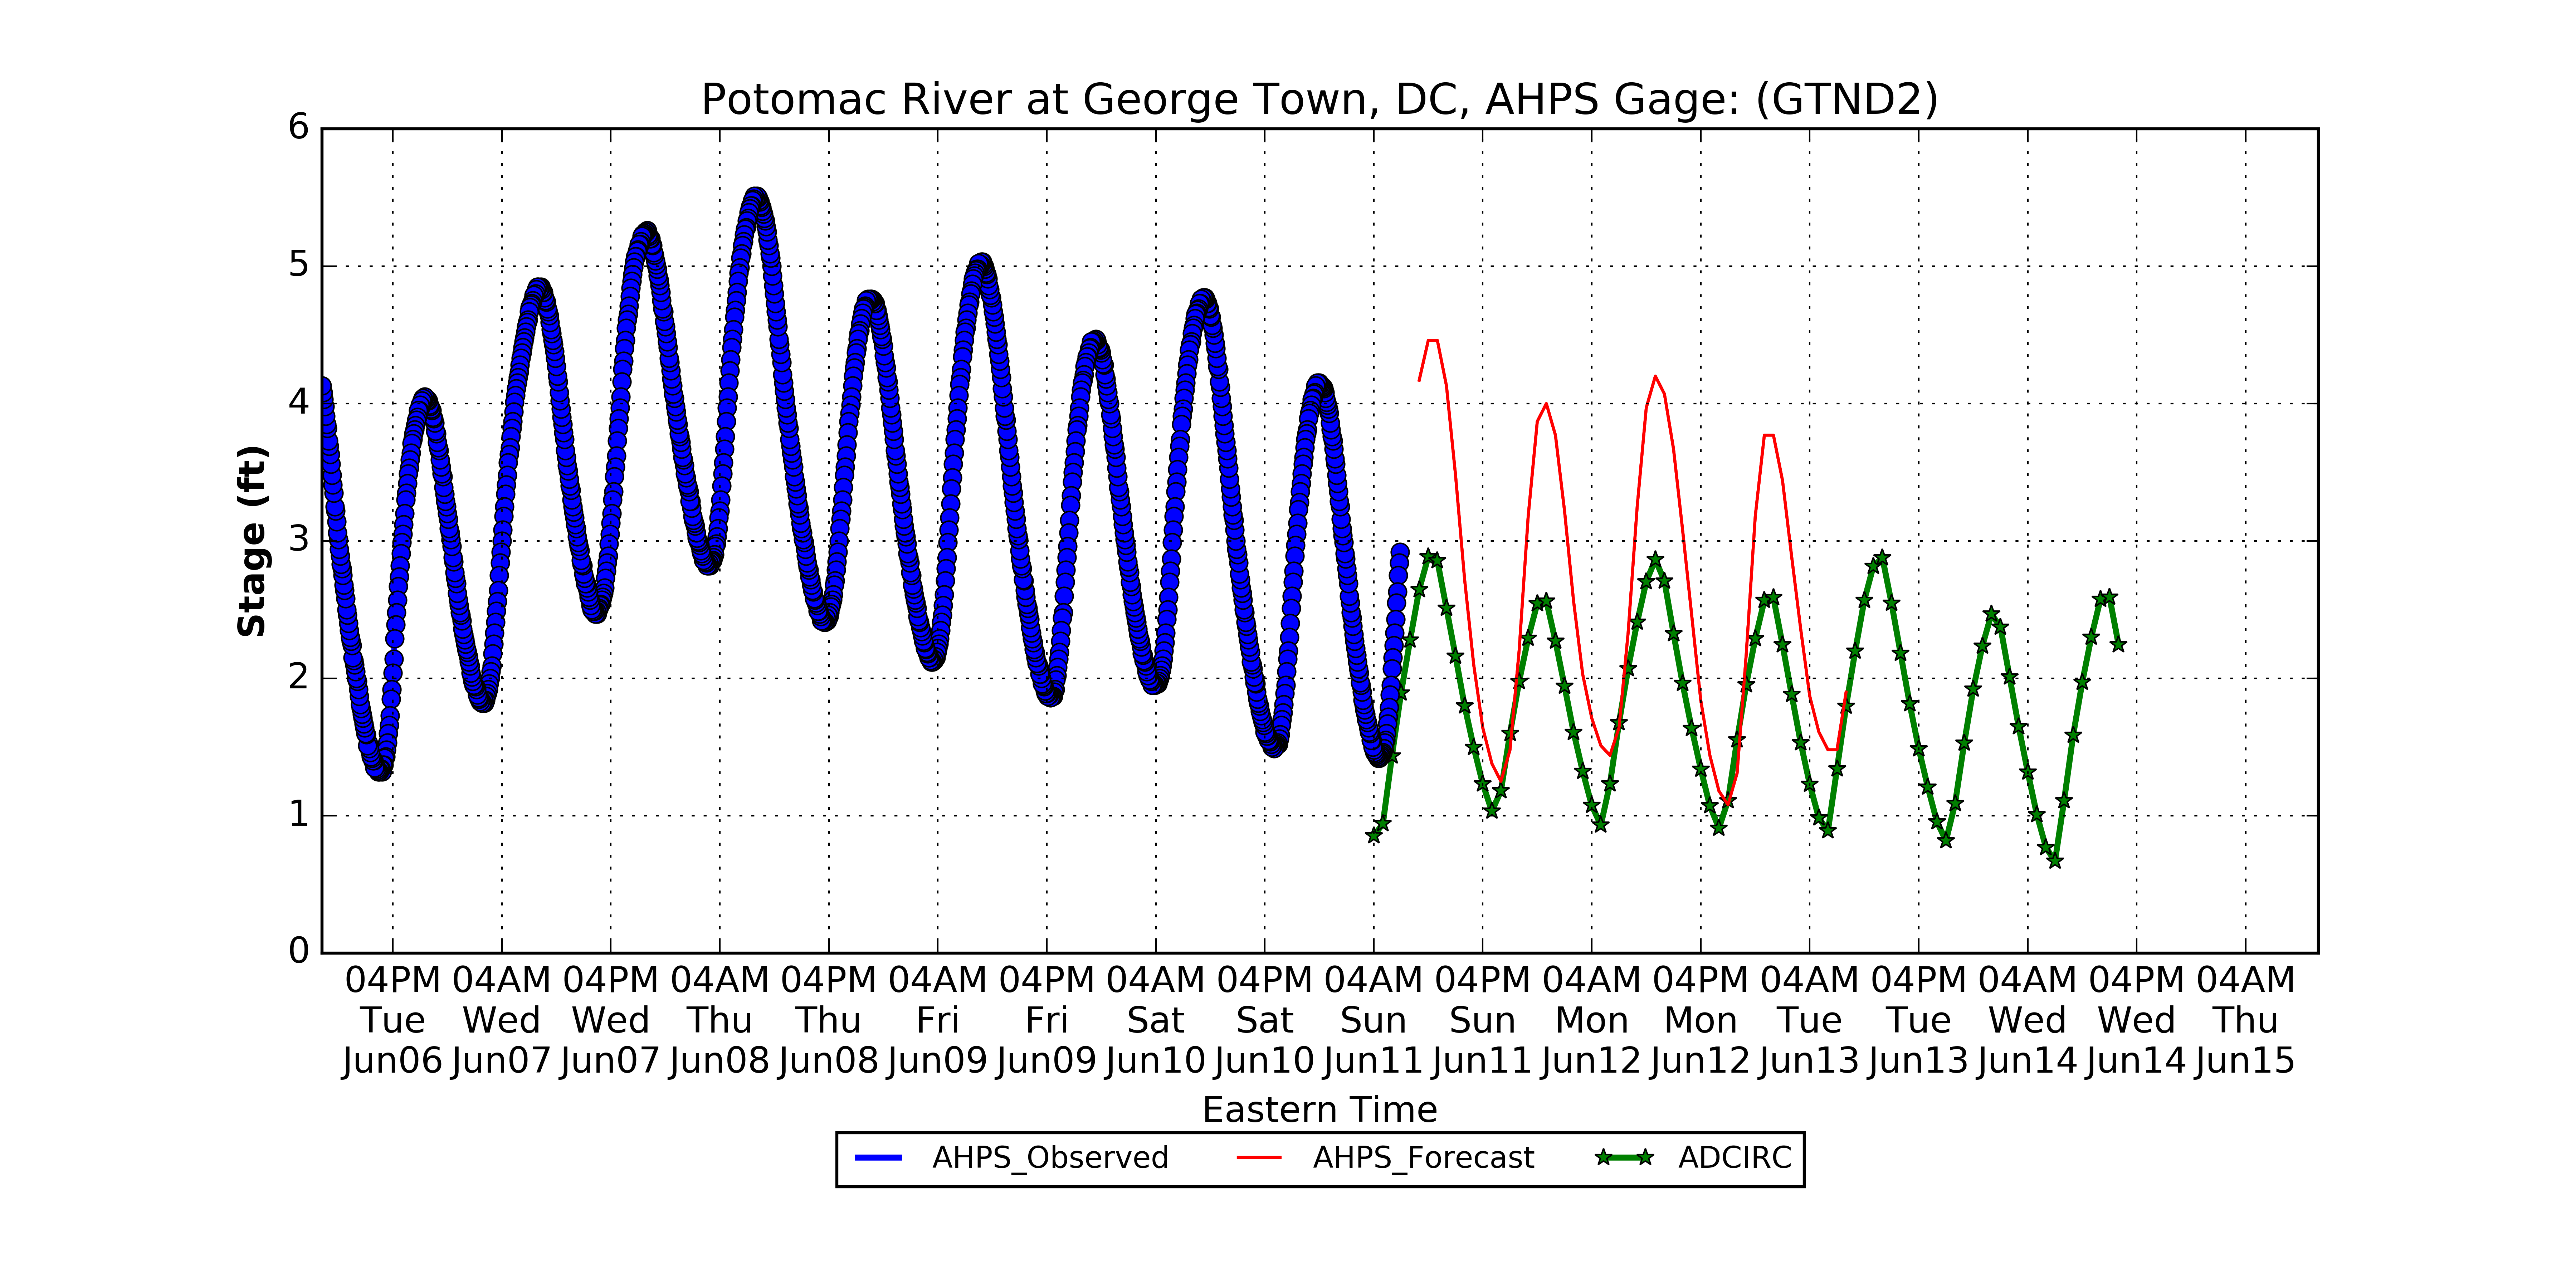 Potomac River at George Town, DC, AHPS Gage: (GTND2)
6
5
4
3
2
1
0
Stage (ft)
04PM 04AM 04PM 04AM 04PM 04AM 04PM 04AM 04PM 04AM 04PM 04AM 04PM 04AM 04PM 04AM 04PM 04AM
Tue Wed Wed Thu Thu Fri Fri Sat Sat Sun Sun Mon Mon Tue Tue Wed Wed Thu
Jun06 Jun07 Jun07 Jun08 Jun08 Jun09 Jun09 Jun10 Jun10 Jun11 Jun11 Jun12 Jun12 Jun13 Jun13 Jun14 Jun14 Jun15
Eastern Time
AHPS_Observed AHPS_Forecast ADCIRC